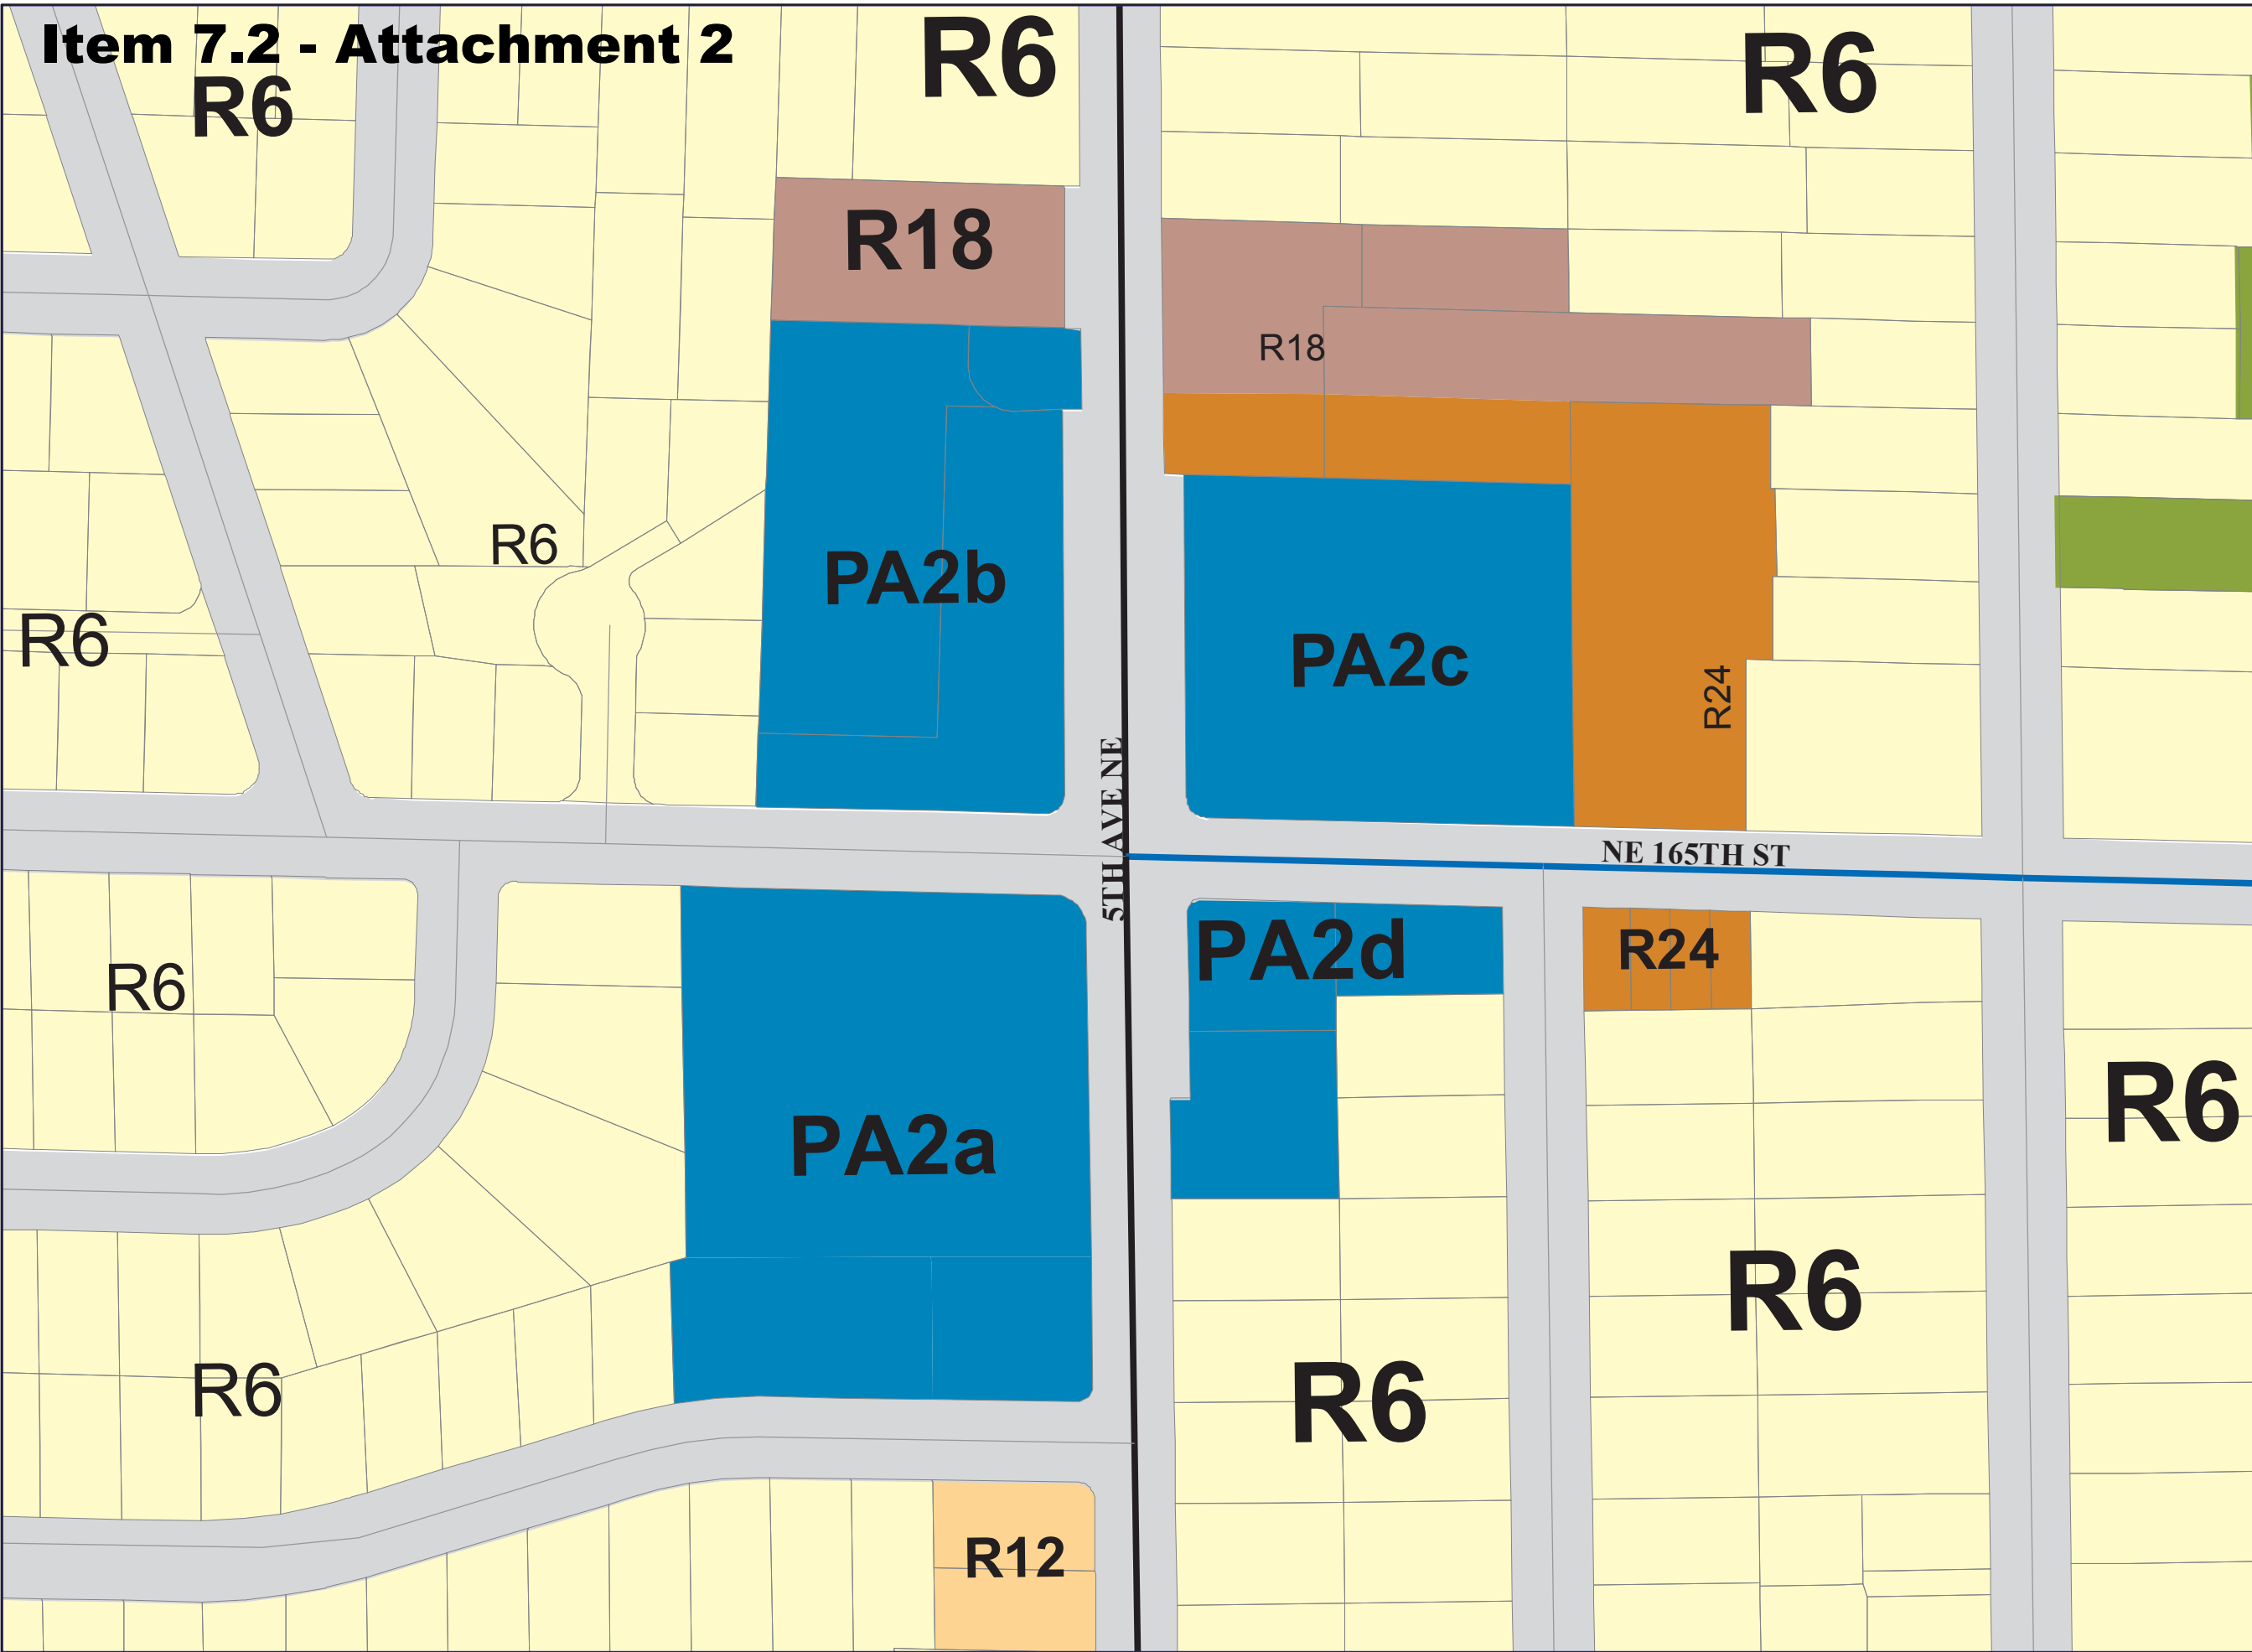 Item 7.2 - Attachment 2
R6
R6
R6
R18
R18
R6
PA2b
R6
PA2c
R24
5TH AVE NE
NE 165TH ST
PA2d
R24
R6
R6
PA2a
R6
R6
R6
R12